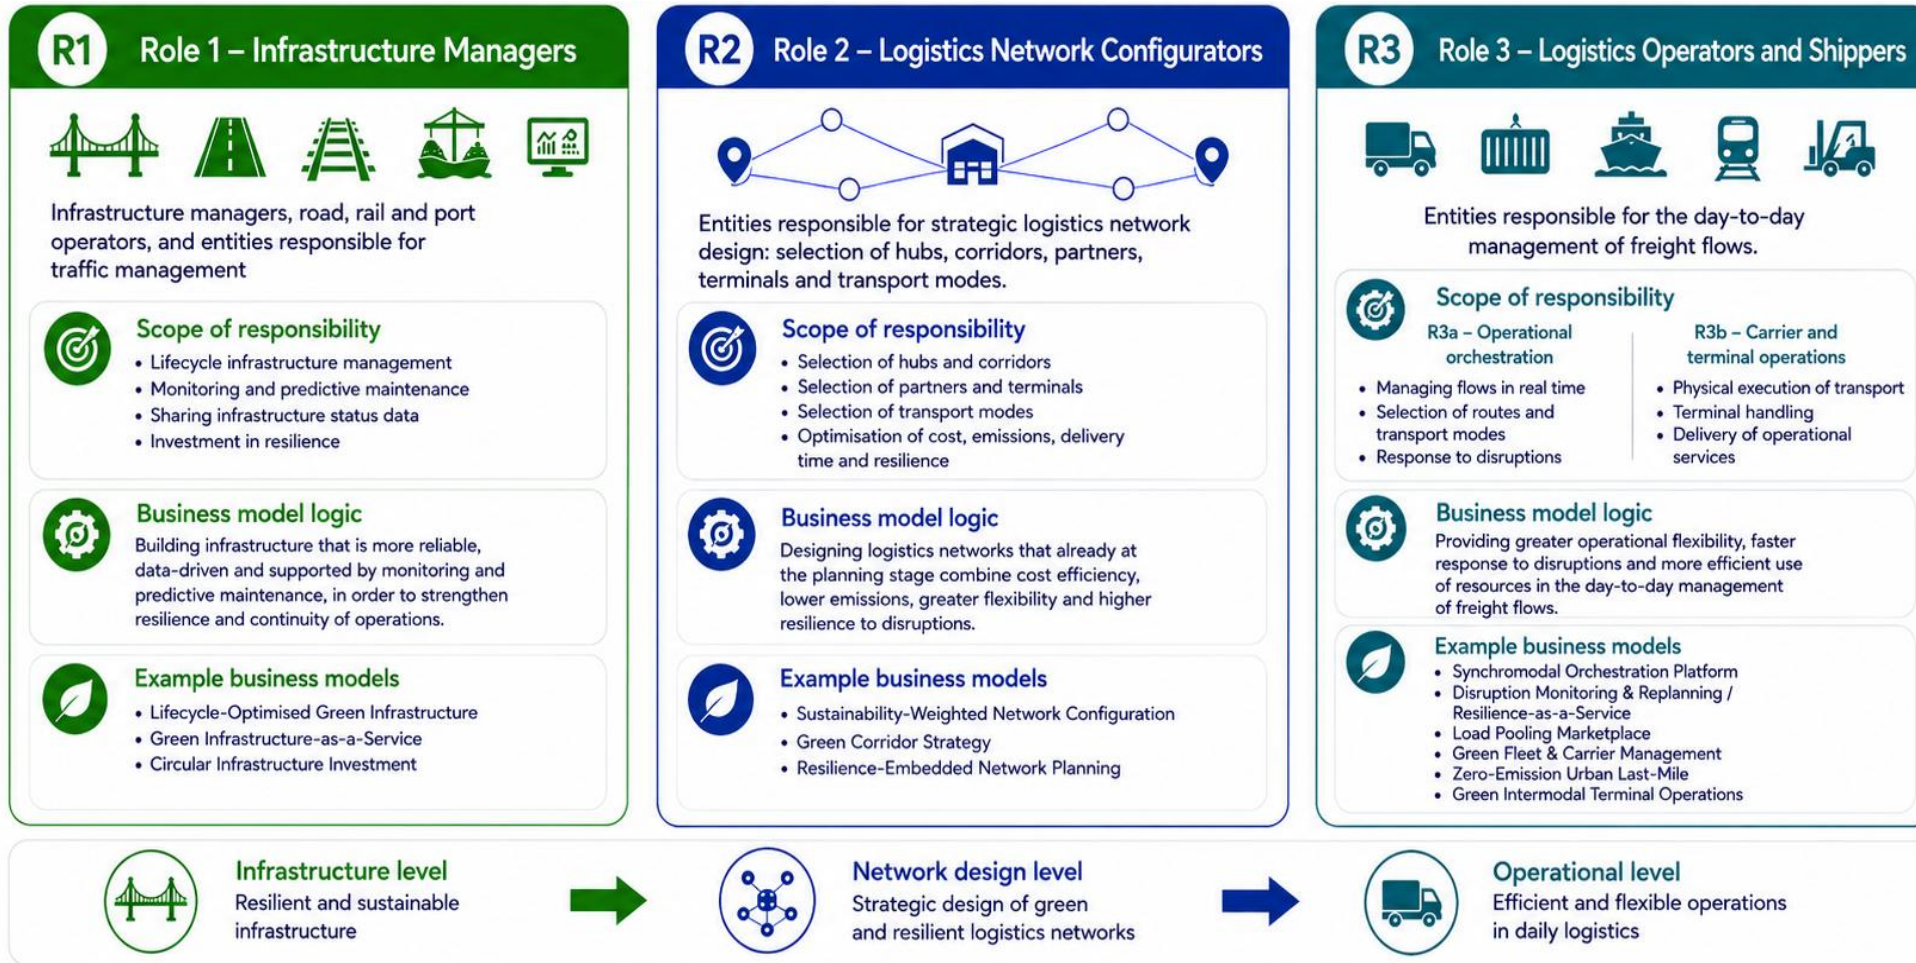 R1 Role 1 – Infrastructure Managers
Infrastructure managers, road, rail and port
operators, and entities responsible for
traffic management
Scope of responsibility
• Lifecycle infrastructure management
• Monitoring and predictive maintenance
• Sharing infrastructure status data
• Investment in resilience
Business model logic
Building infrastructure that is more reliable,
data-driven and supported by monitoring and
predictive maintenance, in order to strengthen
resilience and continuity of operations.
Example business models
• Lifecycle-Optimised Green Infrastructure
• Green Infrastructure-as-a-Service
• Circular Infrastructure Investment
R2 Role 2 – Logistics Network Configurators
Entities responsible for strategic logistics network
design: selection of hubs, corridors, partners,
terminals and transport modes.
Scope of responsibility
• Selection of hubs and corridors
• Selection of partners and terminals
• Selection of transport modes
• Optimisation of cost, emissions, delivery
time and resilience
Business model logic
Designing logistics networks that already at
the planning stage combine cost efficiency,
lower emissions, greater flexibility and higher
resilience to disruptions.
Example business models
• Sustainability-Weighted Network Configuration
• Green Corridor Strategy
• Resilience-Embedded Network Planning
R3 Role 3 – Logistics Operators and Shippers
Entities responsible for the day-to-day
management of freight flows.
Scope of responsibility
R3a – Operational
orchestration
• Managing flows in real time
• Selection of routes and
transport modes
• Response to disruptions
R3b – Carrier and
terminal operations
• Physical execution of transport
• Terminal handling
• Delivery of operational
services
Business model logic
Providing greater operational flexibility, faster
response to disruptions and more efficient use
of resources in the day-to-day management
of freight flows.
Example business models
• Synchromodal Orchestration Platform
• Disruption Monitoring & Replanning /
Resilience-as-a-Service
• Load Pooling Marketplace
• Green Fleet & Carrier Management
• Zero-Emission Urban Last-Mile
• Green Intermodal Terminal Operations
Infrastructure level
Resilient and sustainable
infrastructure
Network design level
Strategic design of green
and resilient logistics networks
Operational level
Efficient and flexible operations
in daily logistics